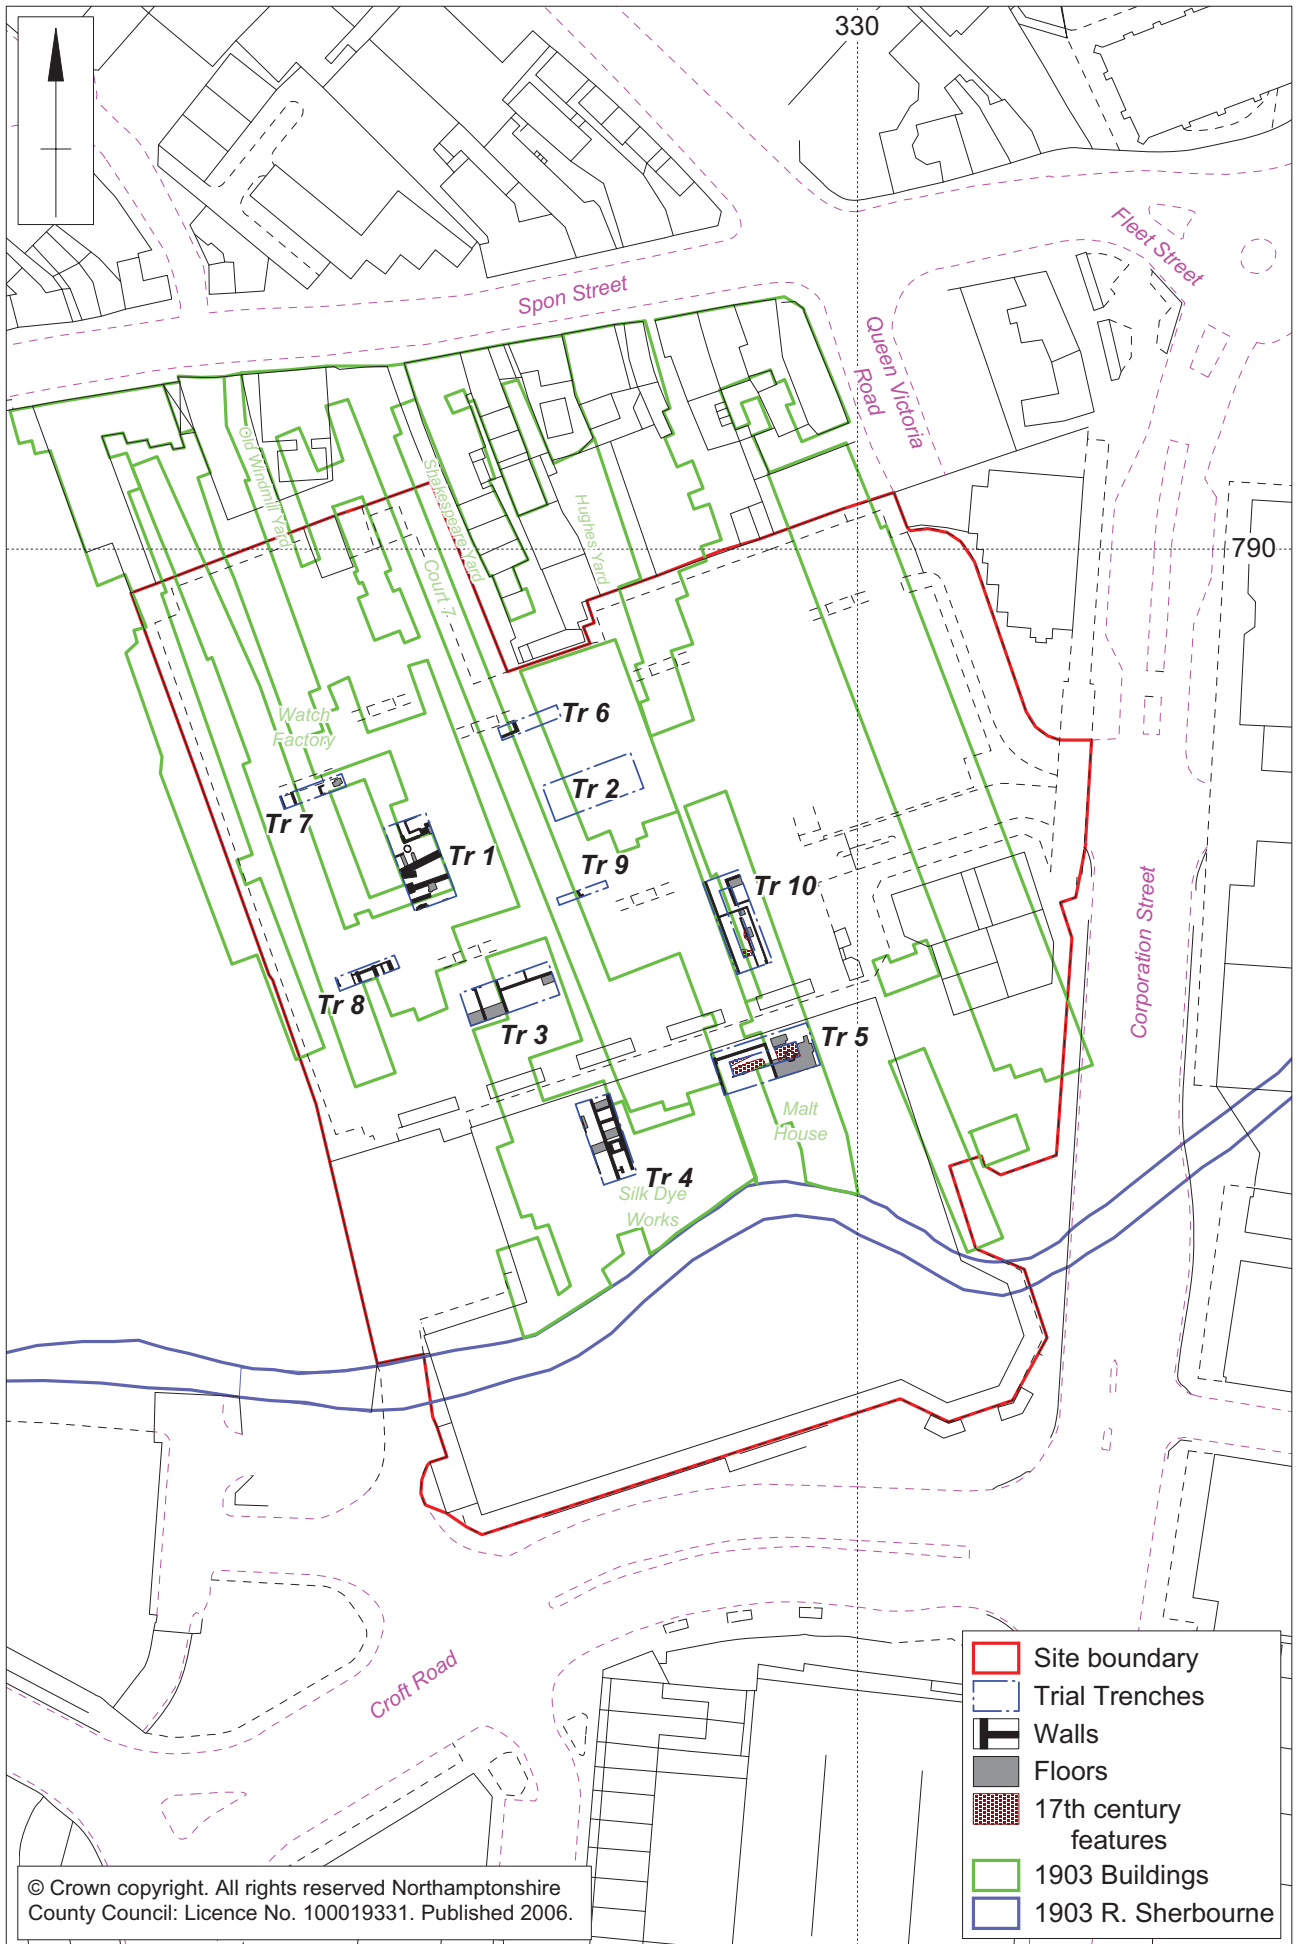 330
Fleet Street
Spon Street
Queen Victoria
Road
Old Windmill Yard
Shakespeare Yard
Hughes Yard
Court 7
790
Watch
Factory
Tr 6
Tr 2
Tr 7
Tr 1
Tr 9
Tr 10
Tr 8
Tr 3
Tr 5
Corporation Street
Malt
House
Tr 4
Silk Dye
Works
Croft Road
Site boundary
Trial Trenches
Walls
Floors
17th century
features
1903 Buildings
1903 R. Sherbourne
© Crown copyright. All rights reserved Northamptonshire
County Council: Licence No. 100019331. Published 2006.